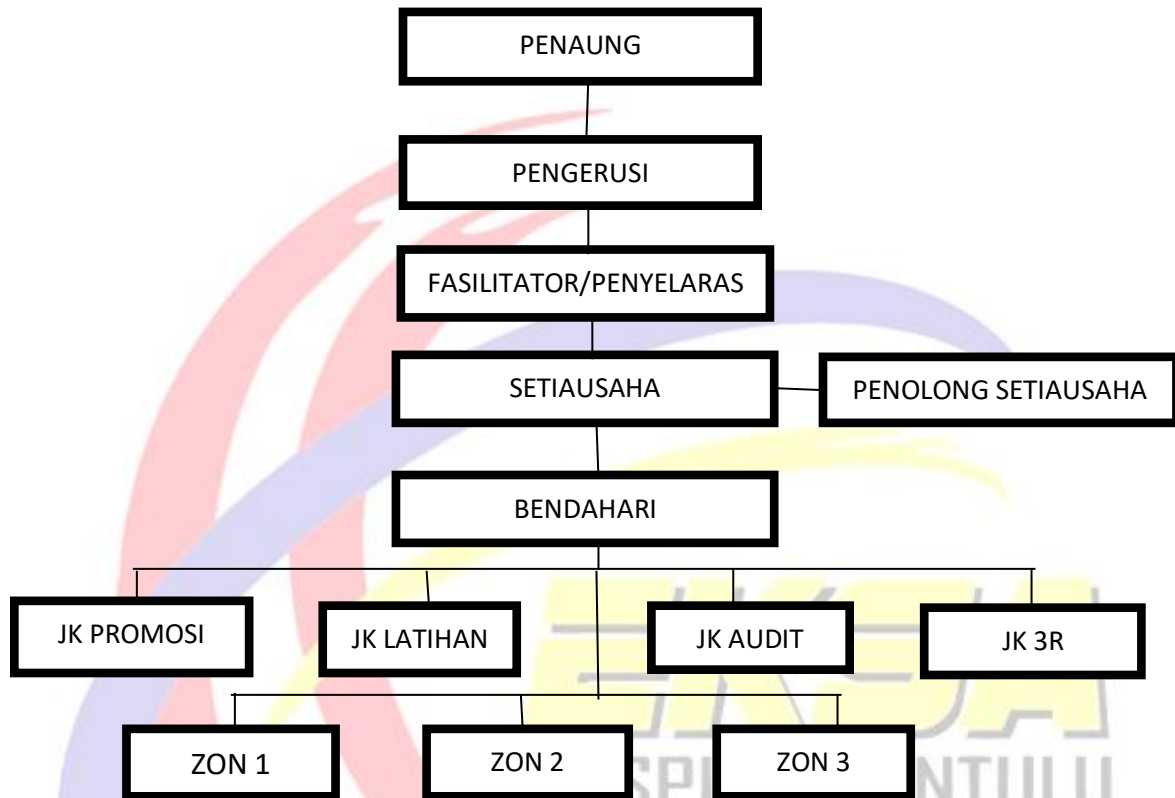 PENAUNG
PENGERUSI
FASILITATOR/PENYELARAS
SETIAUSAHA
PENOLONG SETIAUSAHA
BENDAHARI
JK PROMOSI
JK LATIHAN
JK AUDIT
JK 3R
EKSA
ZON 1
ZON 2
ZON 3